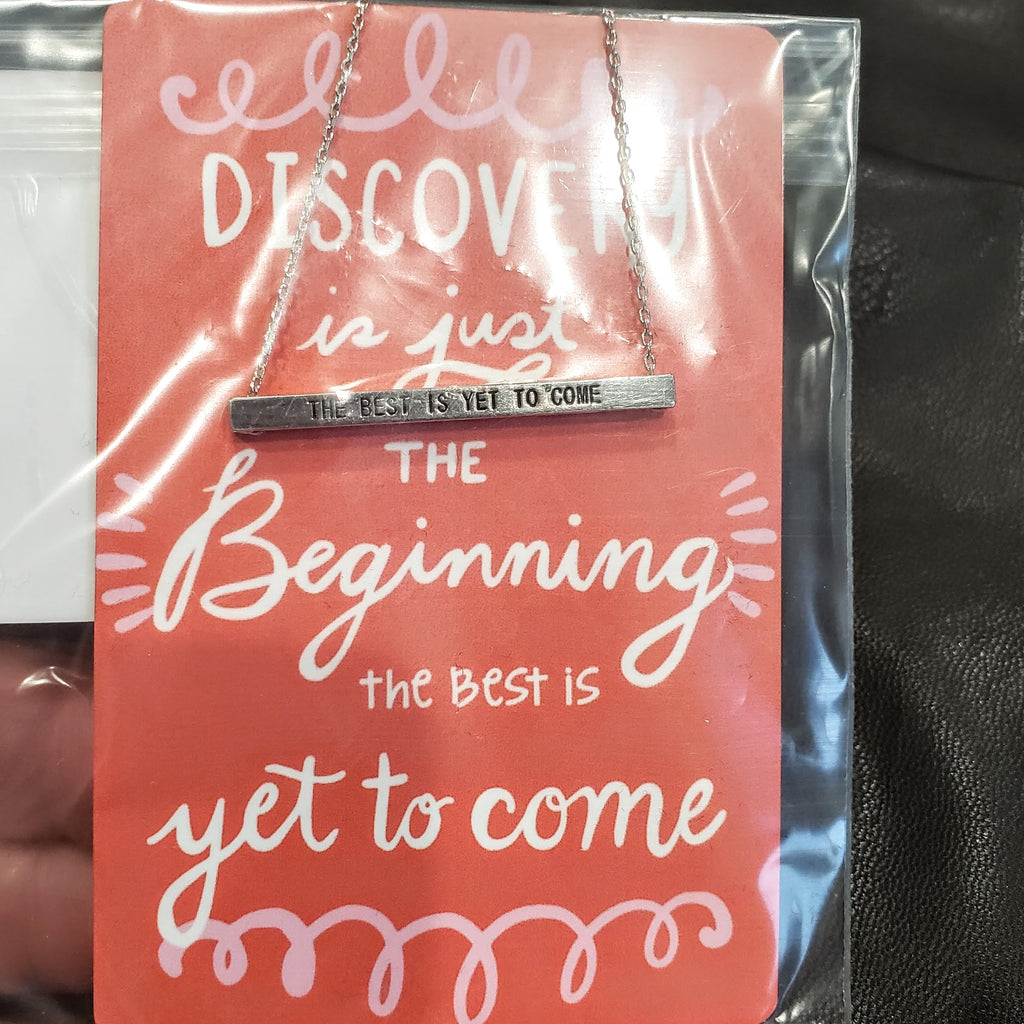 DISCOVERY
is just
THE BEST IS YET TO COME
THE
Beginning
the Best is
yet to come